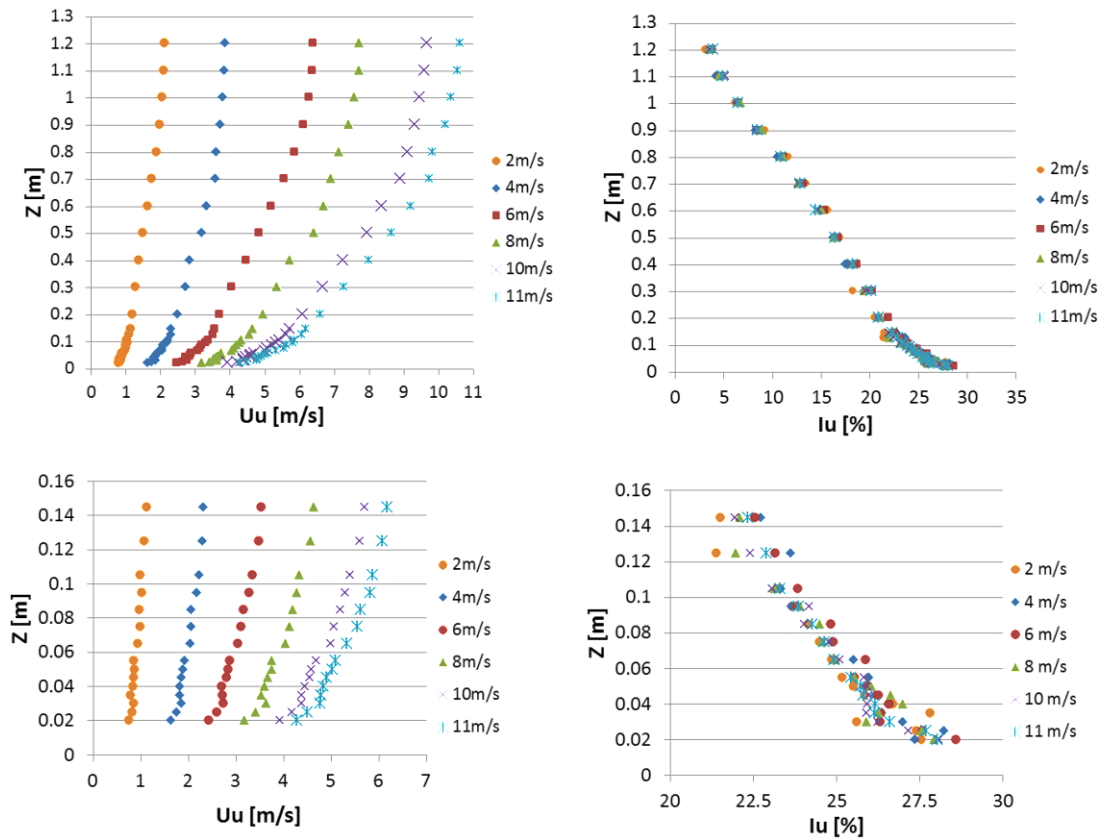 1.3
1.2
1.1
1
0.9
0.8
0.7
0.6
0.5
0.4
0.3
0.2
0.1
0
Z [m]
0 1 2 3 4 5 6 7 8 9 10 11
Uu [m/s]
2m/s
4m/s
6m/s
8m/s
10m/s
11m/s
1.3
1.2
1.1
1
0.9
0.8
0.7
0.6
0.5
0.4
0.3
0.2
0.1
0
Z [m]
0 5 10 15 20 25 30 35
Iu [%]
2m/s
4m/s
6m/s
8m/s
10m/s
11m/s
0.16
0.14
0.12
0.1
0.08
0.06
0.04
0.02
0
Z [m]
0 1 2 3 4 5 6 7
Uu [m/s]
2m/s
4m/s
6m/s
8m/s
10m/s
11m/s
0.16
0.14
0.12
0.1
0.08
0.06
0.04
0.02
0
Z [m]
20 22.5 25 27.5 30
Iu [%]
2 m/s
4 m/s
6 m/s
8 m/s
10 m/s
11 m/s